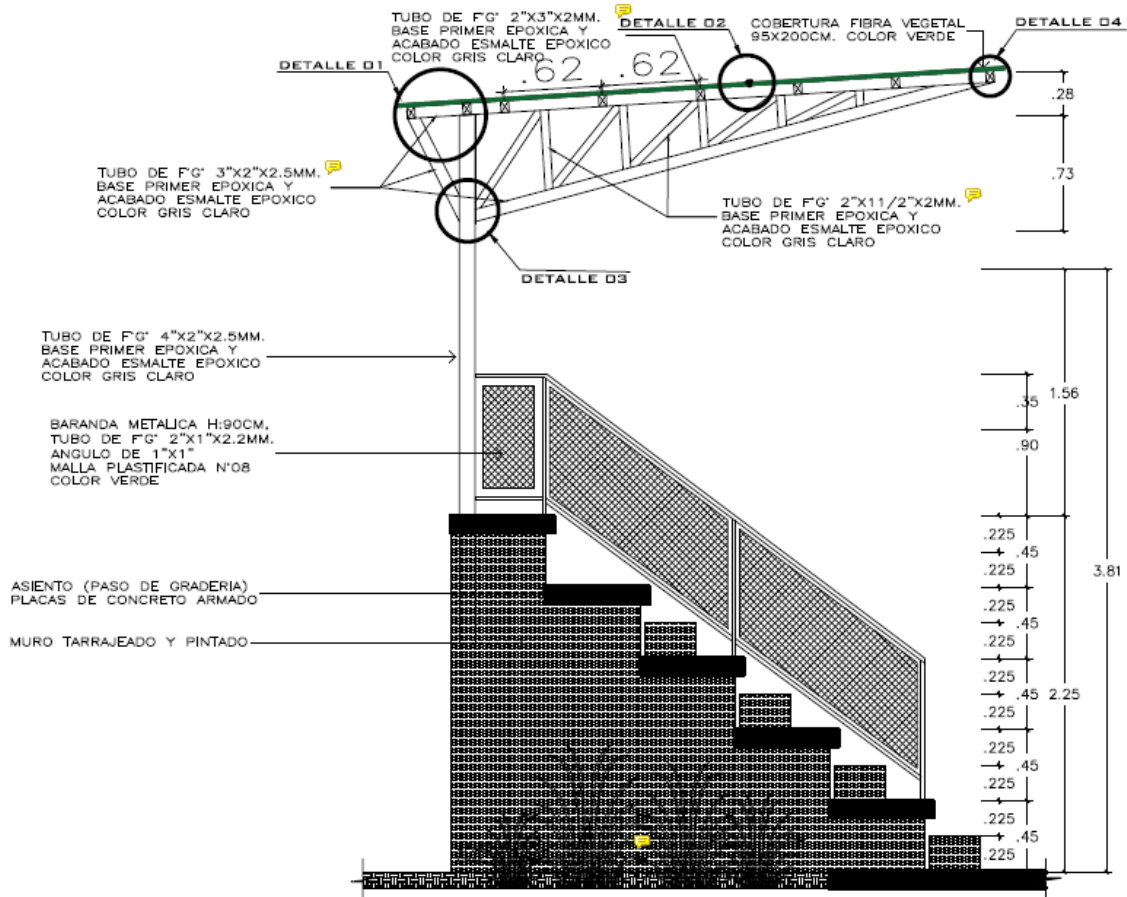 TUBO DE F°G° 2"X3"X2MM.
BASE PRIMER EPOXICA Y
ACABADO ESMALTE EPOXICO
COLOR GRIS CLARO
DETALLE 02
COBERTURA FIBRA VEGETAL
95X200CM. COLOR VERDE
DETALLE 04
DETALLE 01
.62
.62
.28
TUBO DE F°G° 3"X2"X2.5MM.
BASE PRIMER EPOXICA Y
ACABADO ESMALTE EPOXICO
COLOR GRIS CLARO
.73
TUBO DE F°G° 2"X11/2"X2MM.
BASE PRIMER EPOXICA Y
ACABADO ESMALTE EPOXICO
COLOR GRIS CLARO
DETALLE 03
TUBO DE F°G° 4"X2"X2.5MM.
BASE PRIMER EPOXICA Y
ACABADO ESMALTE EPOXICO
COLOR GRIS CLARO
.35
1.56
BARANDA METALICA H:90CM.
TUBO DE F°G° 2"X1"X2.2MM.
ANGULO DE 1"X1"
MALLA PLASTIFICADA N°08
COLOR VERDE
.90
.225
.45
.225
3.81
ASIENTO (PASO DE GRADERIA)
PLACAS DE CONCRETO ARMADO
.225
.45
.225
MURO TARRAJEADO Y PINTADO
.225
.45
2.25
.225
.225
.45
.225
.225
.45
.225